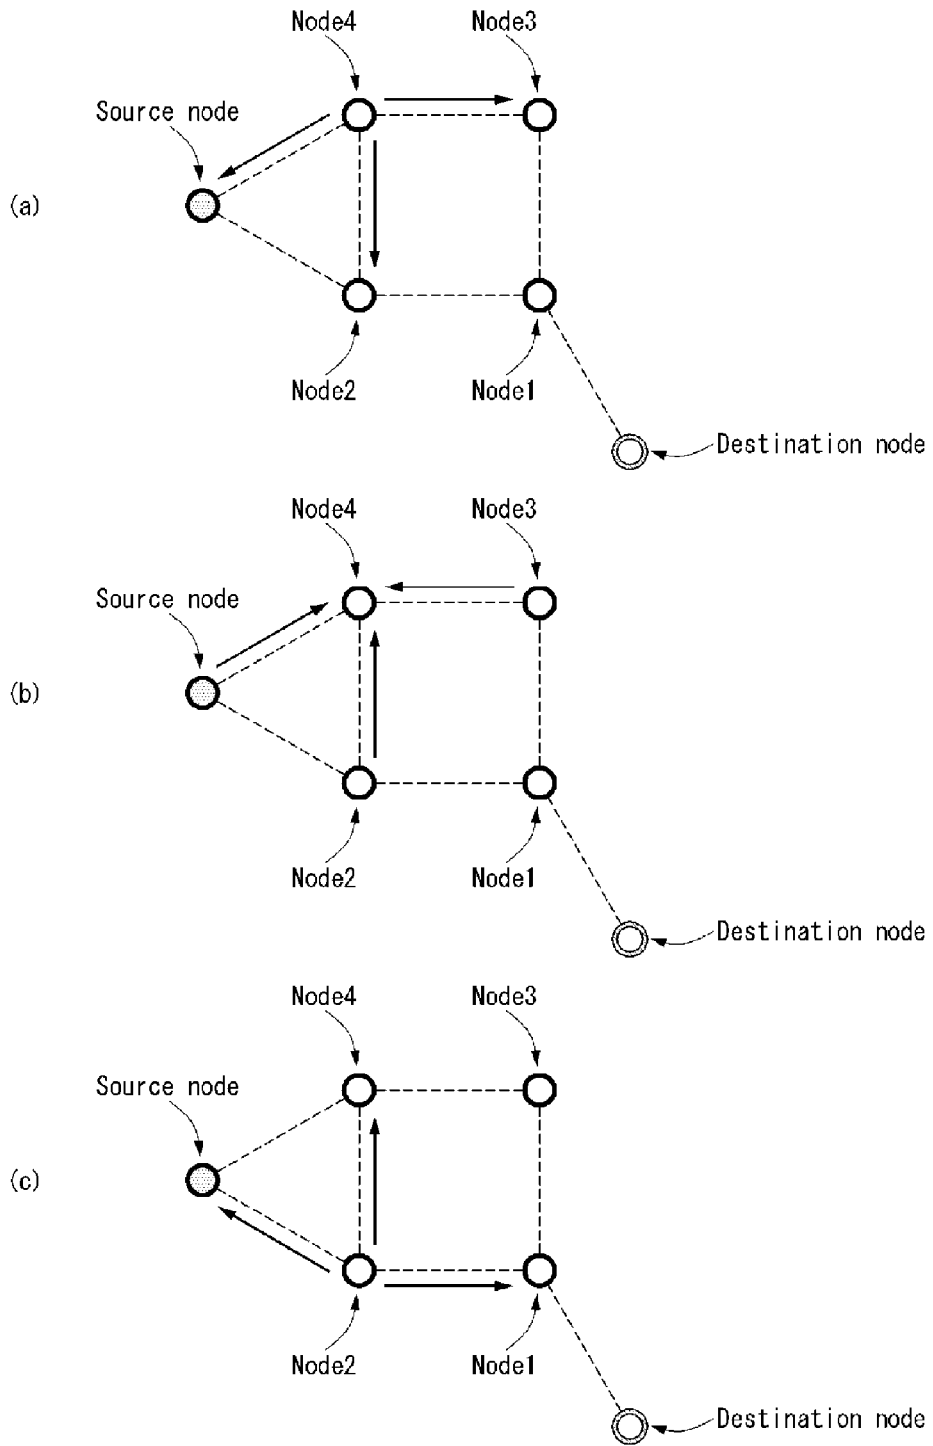 Node4
Node3
Source node
(a)
Node2
Node1
Destination node
Node4
Node3
Source node
(b)
Node2
Node1
Destination node
Node4
Node3
Source node
(c)
Node2
Node1
Destination node